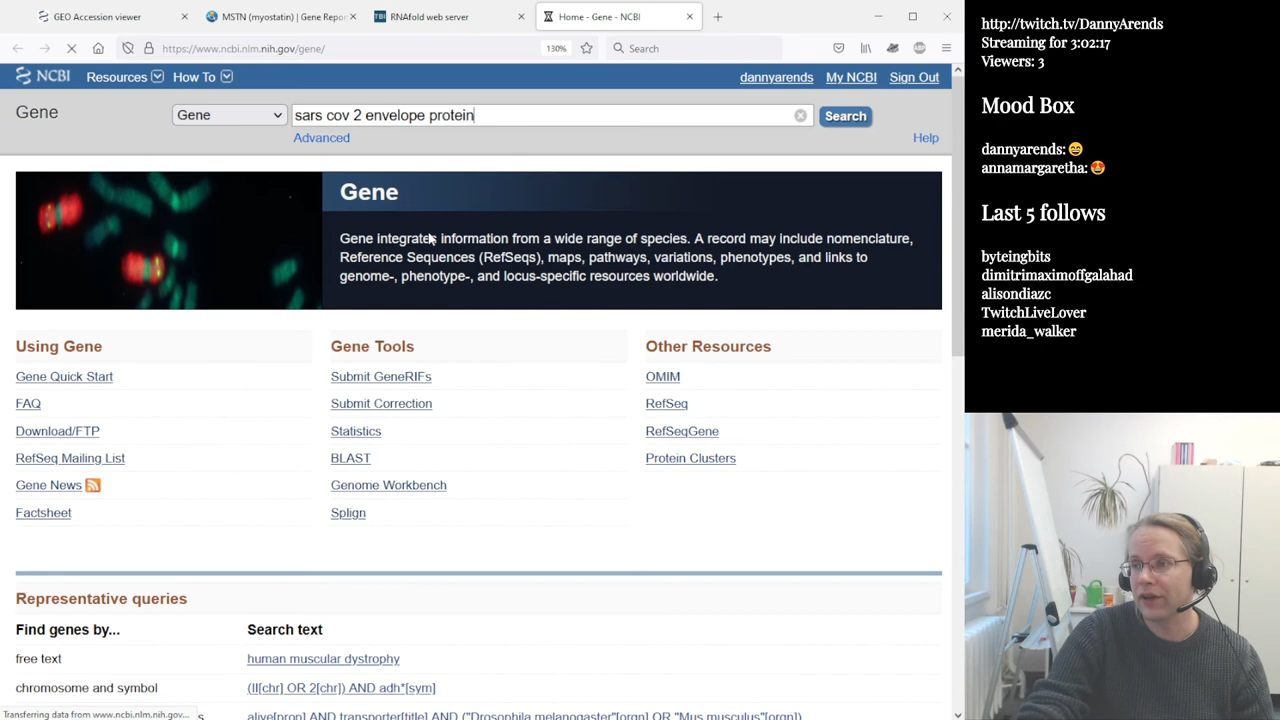 GEO Accession viewer
MSTN (myostatin) | Gene Report
RNAfold web server
Home - Gene - NCBI
https://www.ncbi.nlm.nih.gov/gene/
130%
Search
NCBI Resources How To
dannyarends My NCBI Sign Out
Gene
Gene
sars cov 2 envelope protein
Search
Advanced
Help
Gene
Gene integrates information from a wide range of species. A record may include nomenclature,
Reference Sequences (RefSeqs), maps, pathways, variations, phenotypes, and links to
genome-, phenotype-, and locus-specific resources worldwide.
Using Gene
Gene Quick Start
FAQ
Download/FTP
RefSeq Mailing List
Gene News
Factsheet
Gene Tools
Submit GeneRIFs
Submit Correction
Statistics
BLAST
Genome Workbench
Splign
Other Resources
OMIM
RefSeq
RefSeqGene
Protein Clusters
Representative queries
Find genes by... Search text
free text human muscular dystrophy
chromosome and symbol (II[chr] OR 2[chr]) AND adh*[sym]
alive[prop] AND transporter[title] AND ("Drosophila melanogaster"[orgn] OR "Mus musculus"[orgn])
Transferring data from www.ncbi.nlm.nih.gov...
http://twitch.tv/DannyArends
Streaming for 3:02:17
Viewers: 3
Mood Box
dannyarends:
annamargaretha:
Last 5 follows
byteingbits
dimitrimaximoffgalahad
alisondiazc
TwitchLiveLover
merida_walker